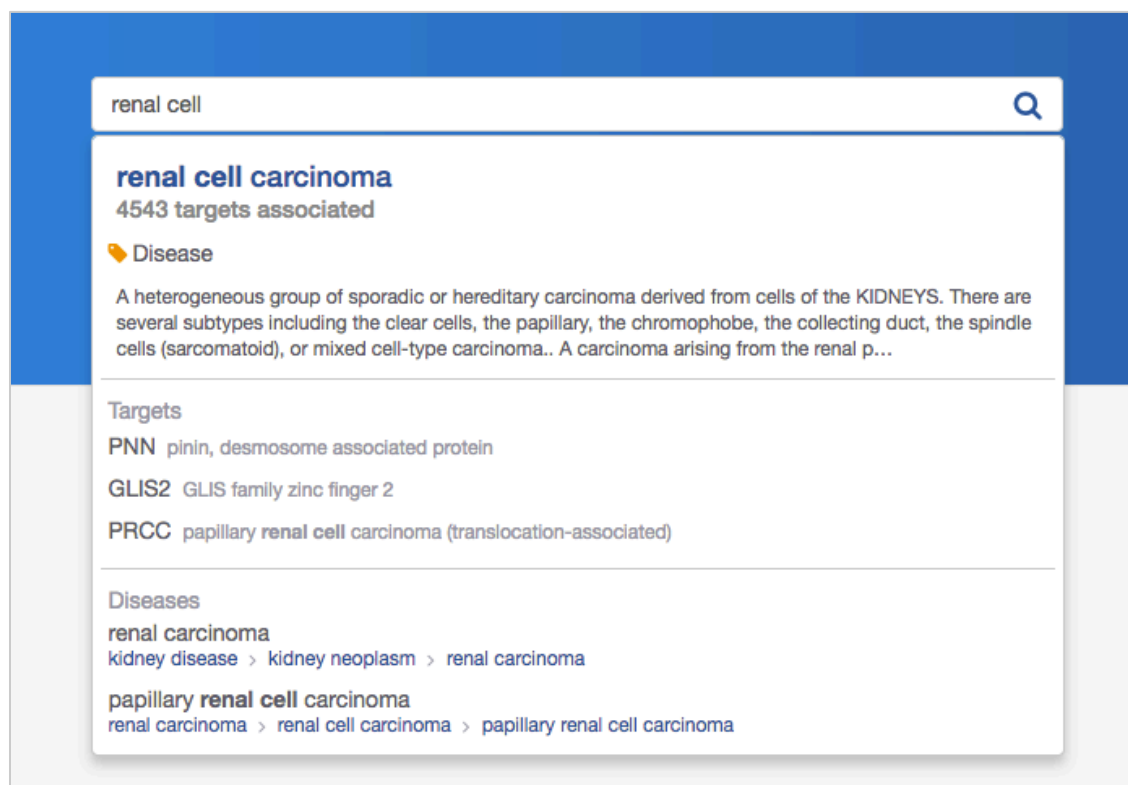 renal cell
renal cell carcinoma
4543 targets associated
Disease
A heterogeneous group of sporadic or hereditary carcinoma derived from cells of the KIDNEYS. There are
several subtypes including the clear cells, the papillary, the chromophobe, the collecting duct, the spindle
cells (sarcomatoid), or mixed cell-type carcinoma.. A carcinoma arising from the renal p...
Targets
PNN pinin, desmosome associated protein
GLIS2 GLIS family zinc finger 2
PRCC papillary renal cell carcinoma (translocation-associated)
Diseases
renal carcinoma
kidney disease > kidney neoplasm > renal carcinoma
papillary renal cell carcinoma
renal carcinoma > renal cell carcinoma > papillary renal cell carcinoma